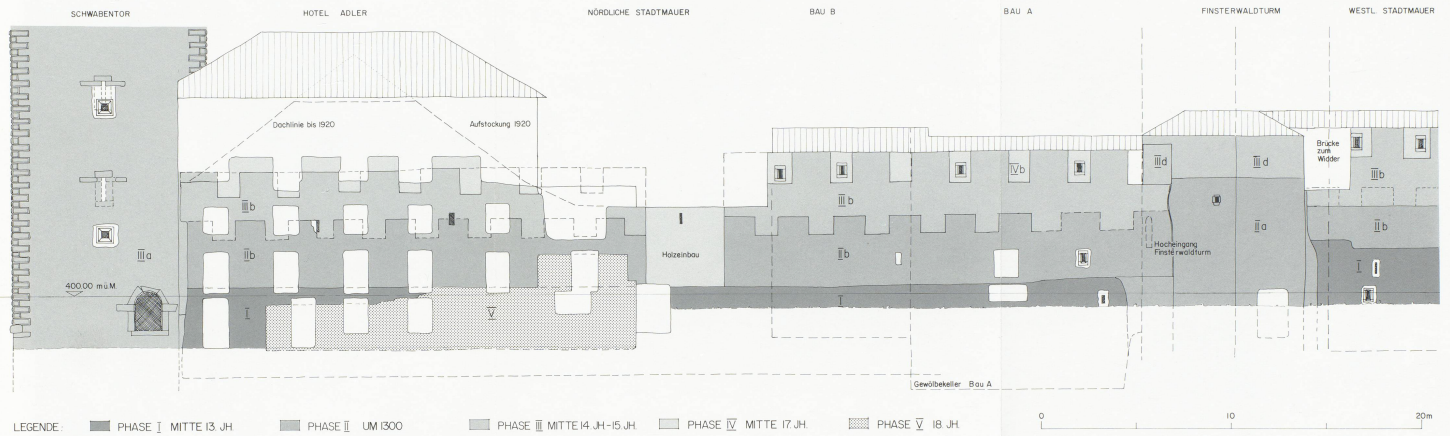 SCHWABENTOR
HOTEL ADLER
NÖRDLICHE STADTMAUER
BAU B
BAU A
FINSTERWALDTURM
WESTL. STADTMAUER
Dachlinie bis 1920
Aufstockung 1920
Brücke
zum
Widder
III d
III d
III b
IV b
III b
III b
III a
II b
II b
II a
II b
Holzeinbau
Hocheingang
Finsterwaldturm
400.00 m ü.M.
I
V
I
I
Gewölbekeller Bau A
LEGENDE: PHASE I MITTE 13. JH. PHASE II UM 1300 PHASE III MITTE 14. JH.-15. JH. PHASE IV MITTE 17. JH. PHASE V 18. JH.
0 10 20m